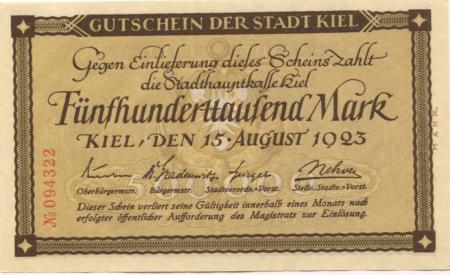 GUTSCHEIN DER STADT KIEL
Gegen Einlieferung dieses Scheins zahlt
die Stadthauptkasse Kiel
Fünfhunderttausend Mark
KIEL, DEN 15. AUGUST 1923
Oberbürgermstr. Bürgermstr. Stadtverordn.-Vorst. Stellv. Stadtv.-Vorst.
Dieser Schein verliert seine Gültigkeit innerhalb eines Monats nach
erfolgter öffentlicher Aufforderung des Magistrats zur Einlösung.
№ 094322